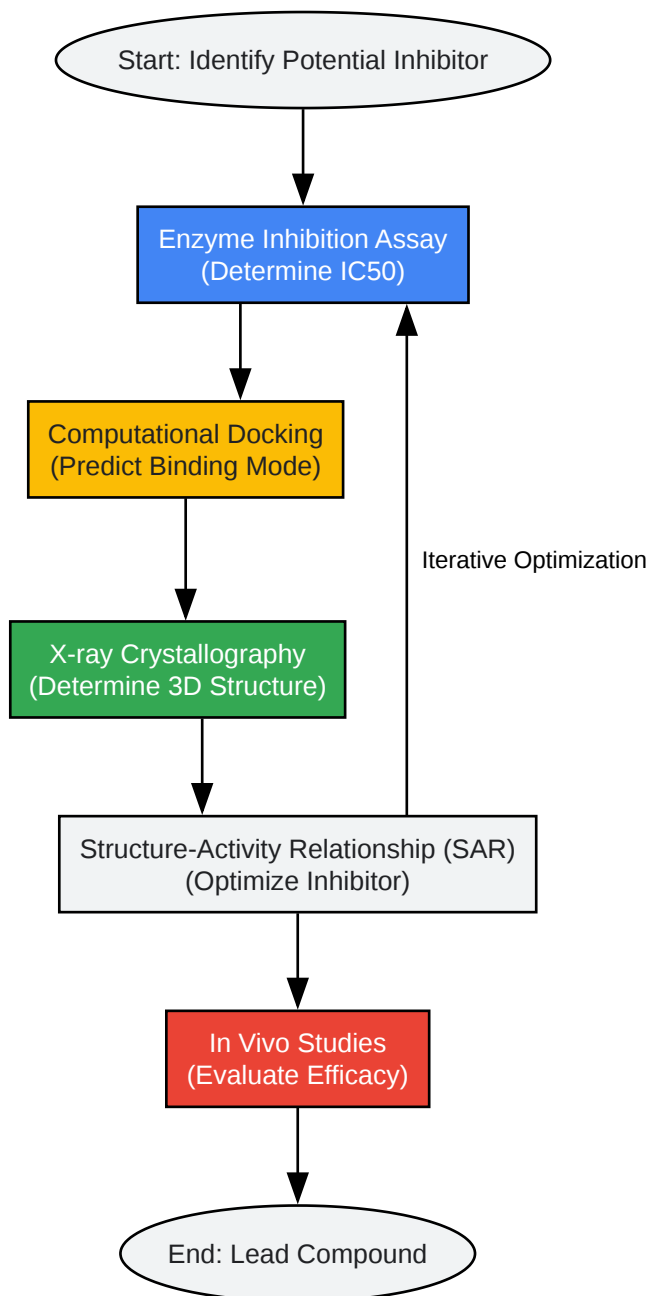 Start: Identify Potential Inhibitor
Enzyme Inhibition Assay
(Determine IC50)
Computational Docking
(Predict Binding Mode)
Iterative Optimization
X-ray Crystallography
(Determine 3D Structure)
Structure-Activity Relationship (SAR)
(Optimize Inhibitor)
In Vivo Studies
(Evaluate Efficacy)
End: Lead Compound